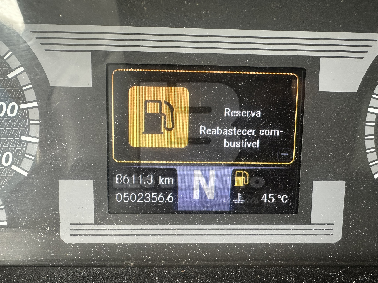 Reserva
Reabastecer com-
bustível
8611.3 km
0502356.6
N
45 °C